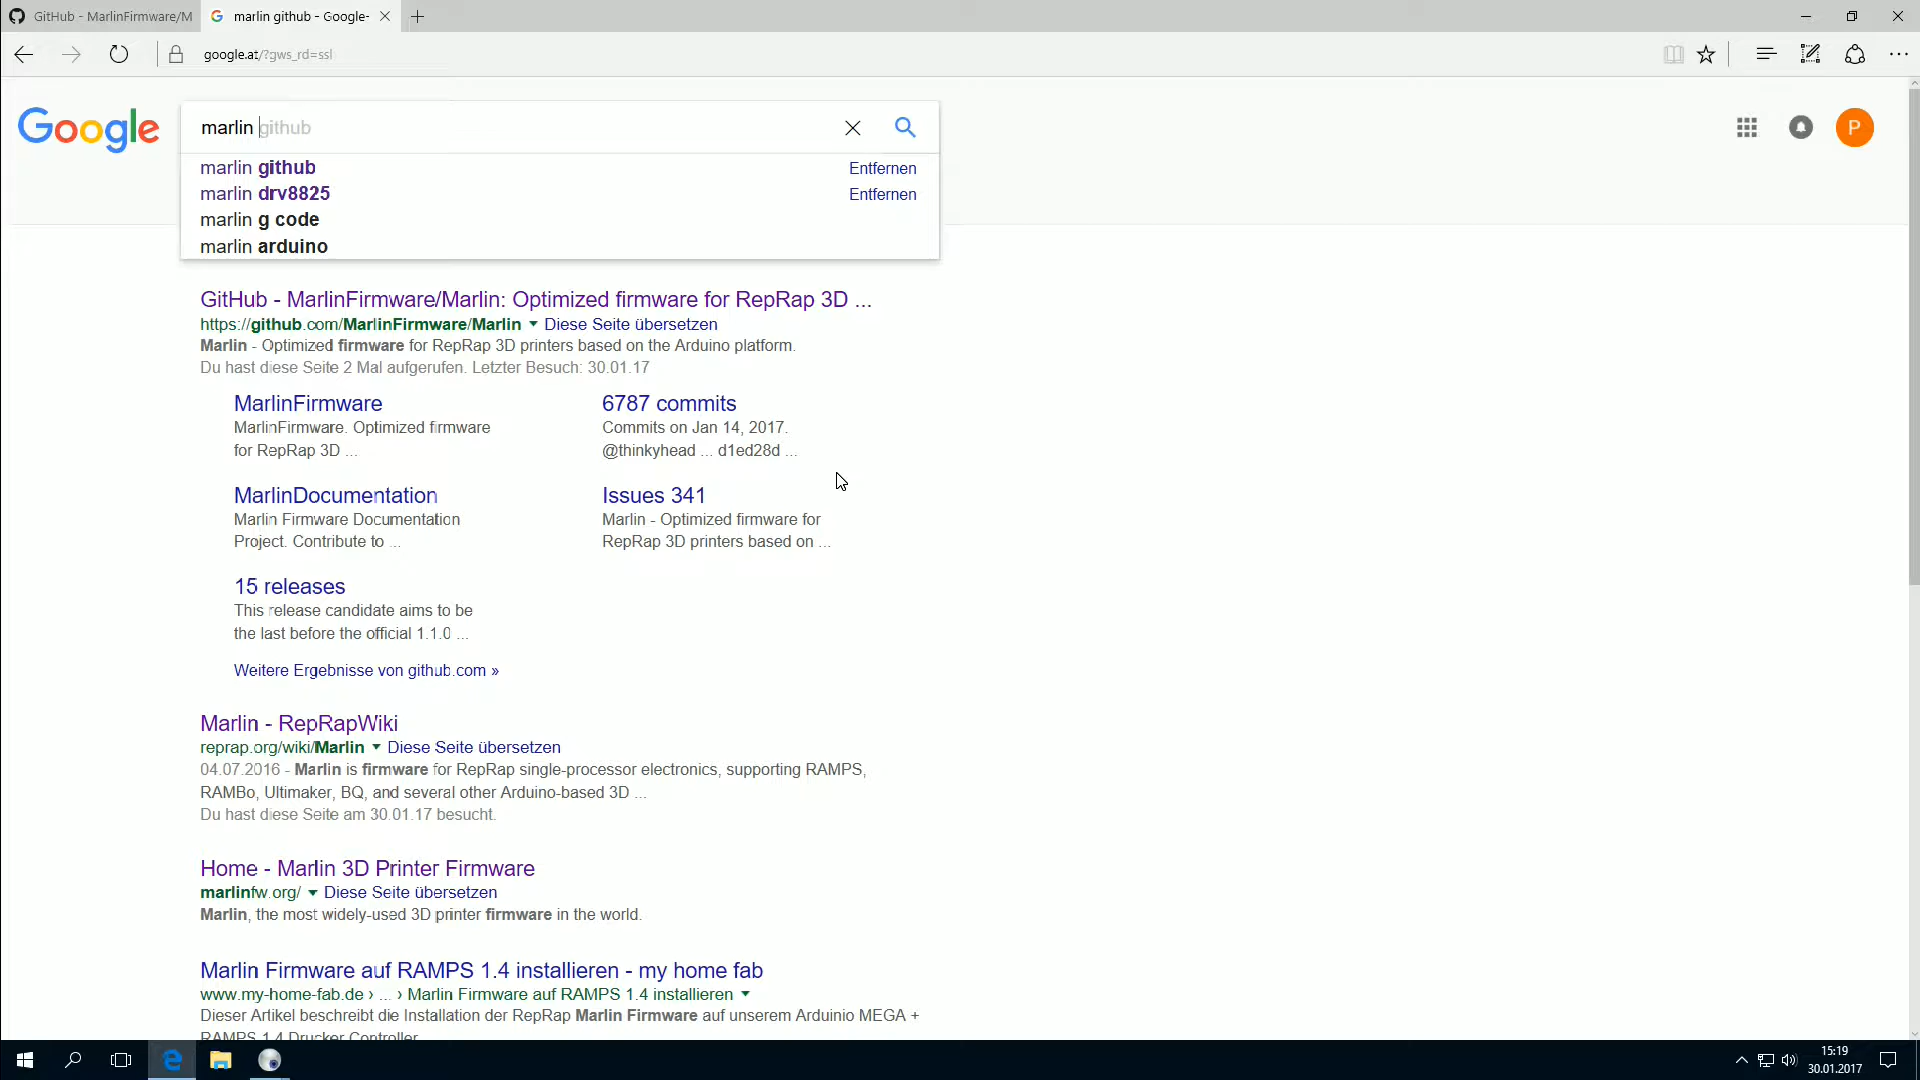 GitHub - MarlinFirmware/M
marlin github - Google-
google.at/?gws_rd=ssl
Google
marlin github
P
marlin github
Entfernen
marlin drv8825
Entfernen
marlin g code
marlin arduino
GitHub - MarlinFirmware/Marlin: Optimized firmware for RepRap 3D ...
https://github.com/MarlinFirmware/Marlin Diese Seite übersetzen
Marlin - Optimized firmware for RepRap 3D printers based on the Arduino platform.
Du hast diese Seite 2 Mal aufgerufen. Letzter Besuch: 30.01.17
MarlinFirmware
MarlinFirmware. Optimized firmware
for RepRap 3D ...
6787 commits
Commits on Jan 14, 2017.
@thinkyhead ... d1ed28d ...
MarlinDocumentation
Marlin Firmware Documentation
Project. Contribute to ...
Issues 341
Marlin - Optimized firmware for
RepRap 3D printers based on ...
15 releases
This release candidate aims to be
the last before the official 1.1.0 ...
Weitere Ergebnisse von github.com »
Marlin - RepRapWiki
reprap.org/wiki/Marlin Diese Seite übersetzen
04.07.2016 - Marlin is firmware for RepRap single-processor electronics, supporting RAMPS,
RAMBo, Ultimaker, BQ, and several other Arduino-based 3D ...
Du hast diese Seite am 30.01.17 besucht.
Home - Marlin 3D Printer Firmware
marlinfw.org/ Diese Seite übersetzen
Marlin, the most widely-used 3D printer firmware in the world.
Marlin Firmware auf RAMPS 1.4 installieren - my home fab
www.my-home-fab.de › ... › Marlin Firmware auf RAMPS 1.4 installieren
Dieser Artikel beschreibt die Installation der RepRap Marlin Firmware auf unserem Arduinio MEGA +
RAMPS 1.4 Drucker Controller
15:19
30.01.2017